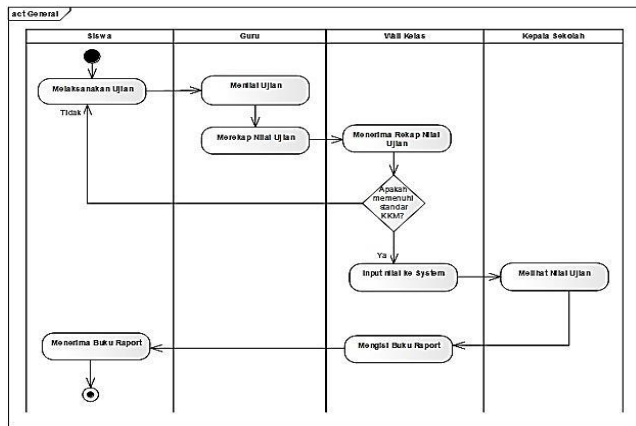 act General
Siswa
Guru
Wali Kelas
Kepala Sekolah
Melaksanakan Ujian
Menilai Ujian
Tidak
Merekap Nilai Ujian
Menerima Rekap Nilai
Ujian
Apakah
memenuhi
standar
KKM?
Ya
Input nilai ke System
Melihat Nilai Ujian
Menerima Buku Raport
Mengisi Buku Raport